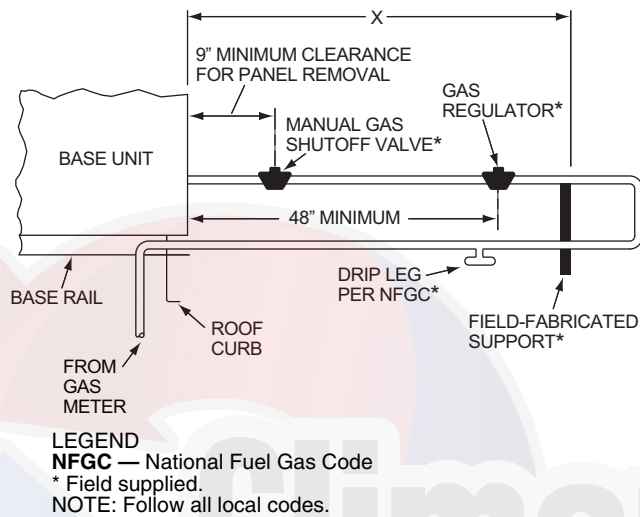 X
9” MINIMUM CLEARANCE
FOR PANEL REMOVAL
GAS
REGULATOR*
MANUAL GAS
SHUTOFF VALVE*
BASE UNIT
48” MINIMUM
BASE RAIL
DRIP LEG
PER NFGC*
FIELD-FABRICATED
SUPPORT*
ROOF
CURB
FROM
GAS
METER
LEGEND
NFGC — National Fuel Gas Code
* Field supplied.
NOTE: Follow all local codes.
Clima